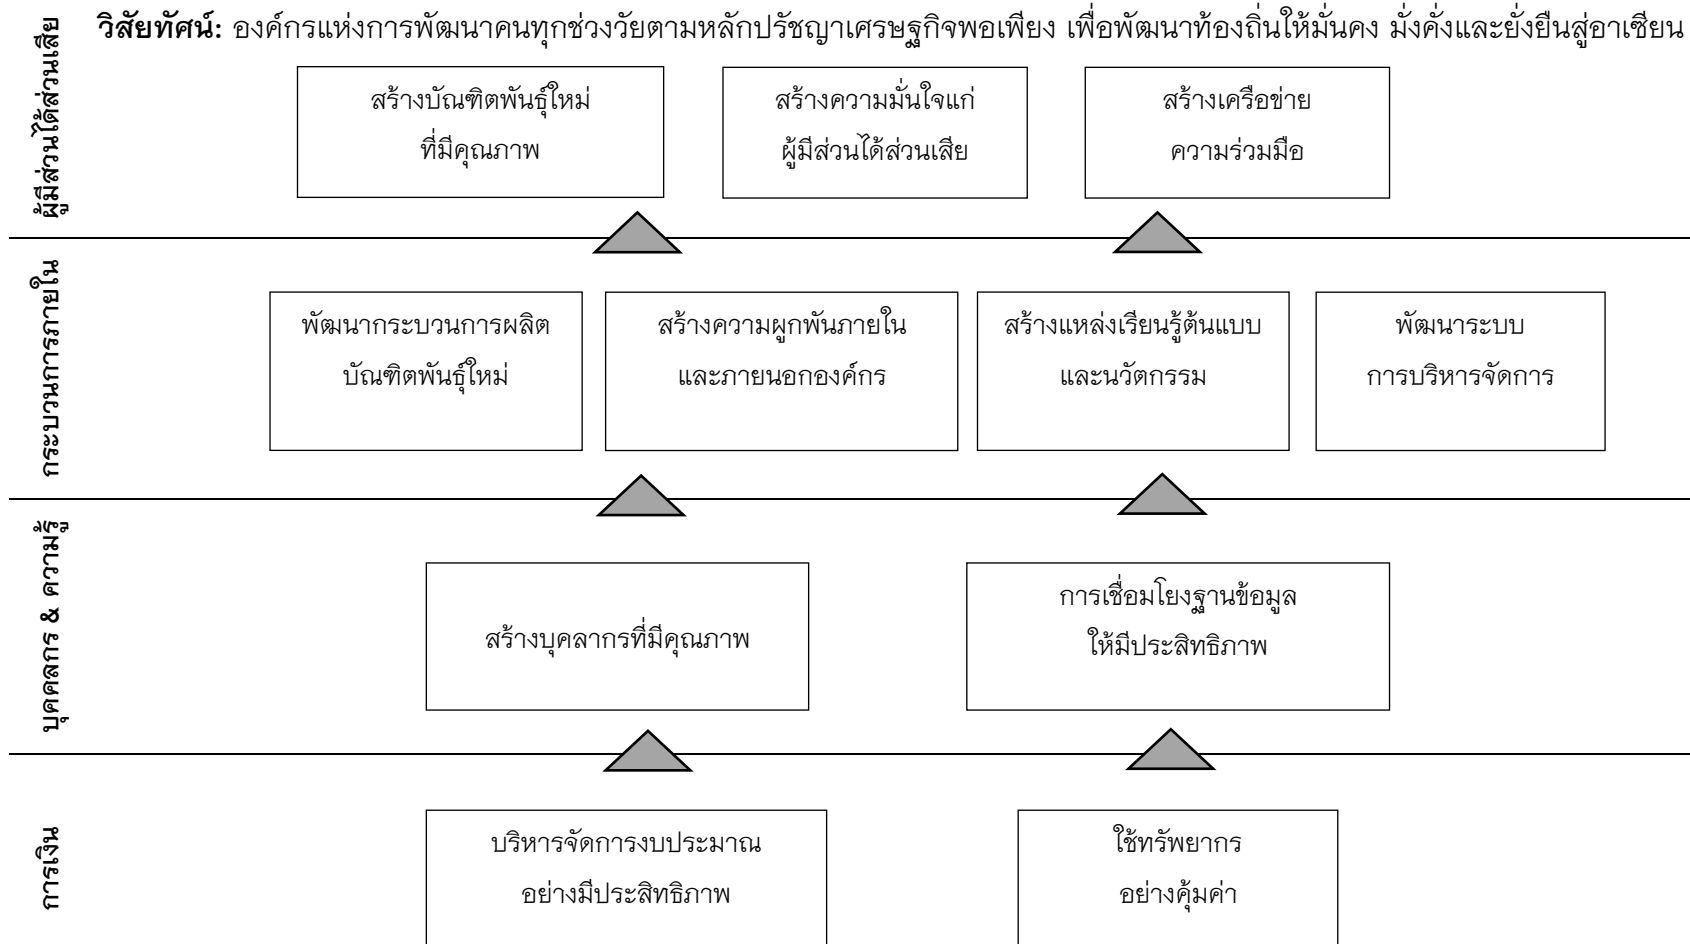 วิสัยทัศน์: องค์กรแห่งการพัฒนาคนทุกช่วงวัยตามหลักปรัชญาเศรษฐกิจพอเพียง เพื่อพัฒนาท้องถิ่นให้มั่นคง มั่งคั่งและยั่งยืนสู่อาเซียน
ผู้มีส่วนได้ส่วนเสีย
สร้างบัณฑิตพันธุ์ใหม่
ที่มีคุณภาพ
สร้างความมั่นใจแก่
ผู้มีส่วนได้ส่วนเสีย
สร้างเครือข่าย
ความร่วมมือ
กระบวนการภายใน
พัฒนากระบวนการผลิต
บัณฑิตพันธุ์ใหม่
สร้างความผูกพันภายใน
และภายนอกองค์กร
สร้างแหล่งเรียนรู้ต้นแบบ
และนวัตกรรม
พัฒนาระบบ
การบริหารจัดการ
บุคคลกร & ความรู้
สร้างบุคลากรที่มีคุณภาพ
การเชื่อมโยงฐานข้อมูล
ให้มีประสิทธิภาพ
การเงิน
บริหารจัดการงบประมาณ
อย่างมีประสิทธิภาพ
ใช้ทรัพยากร
อย่างคุ้มค่า